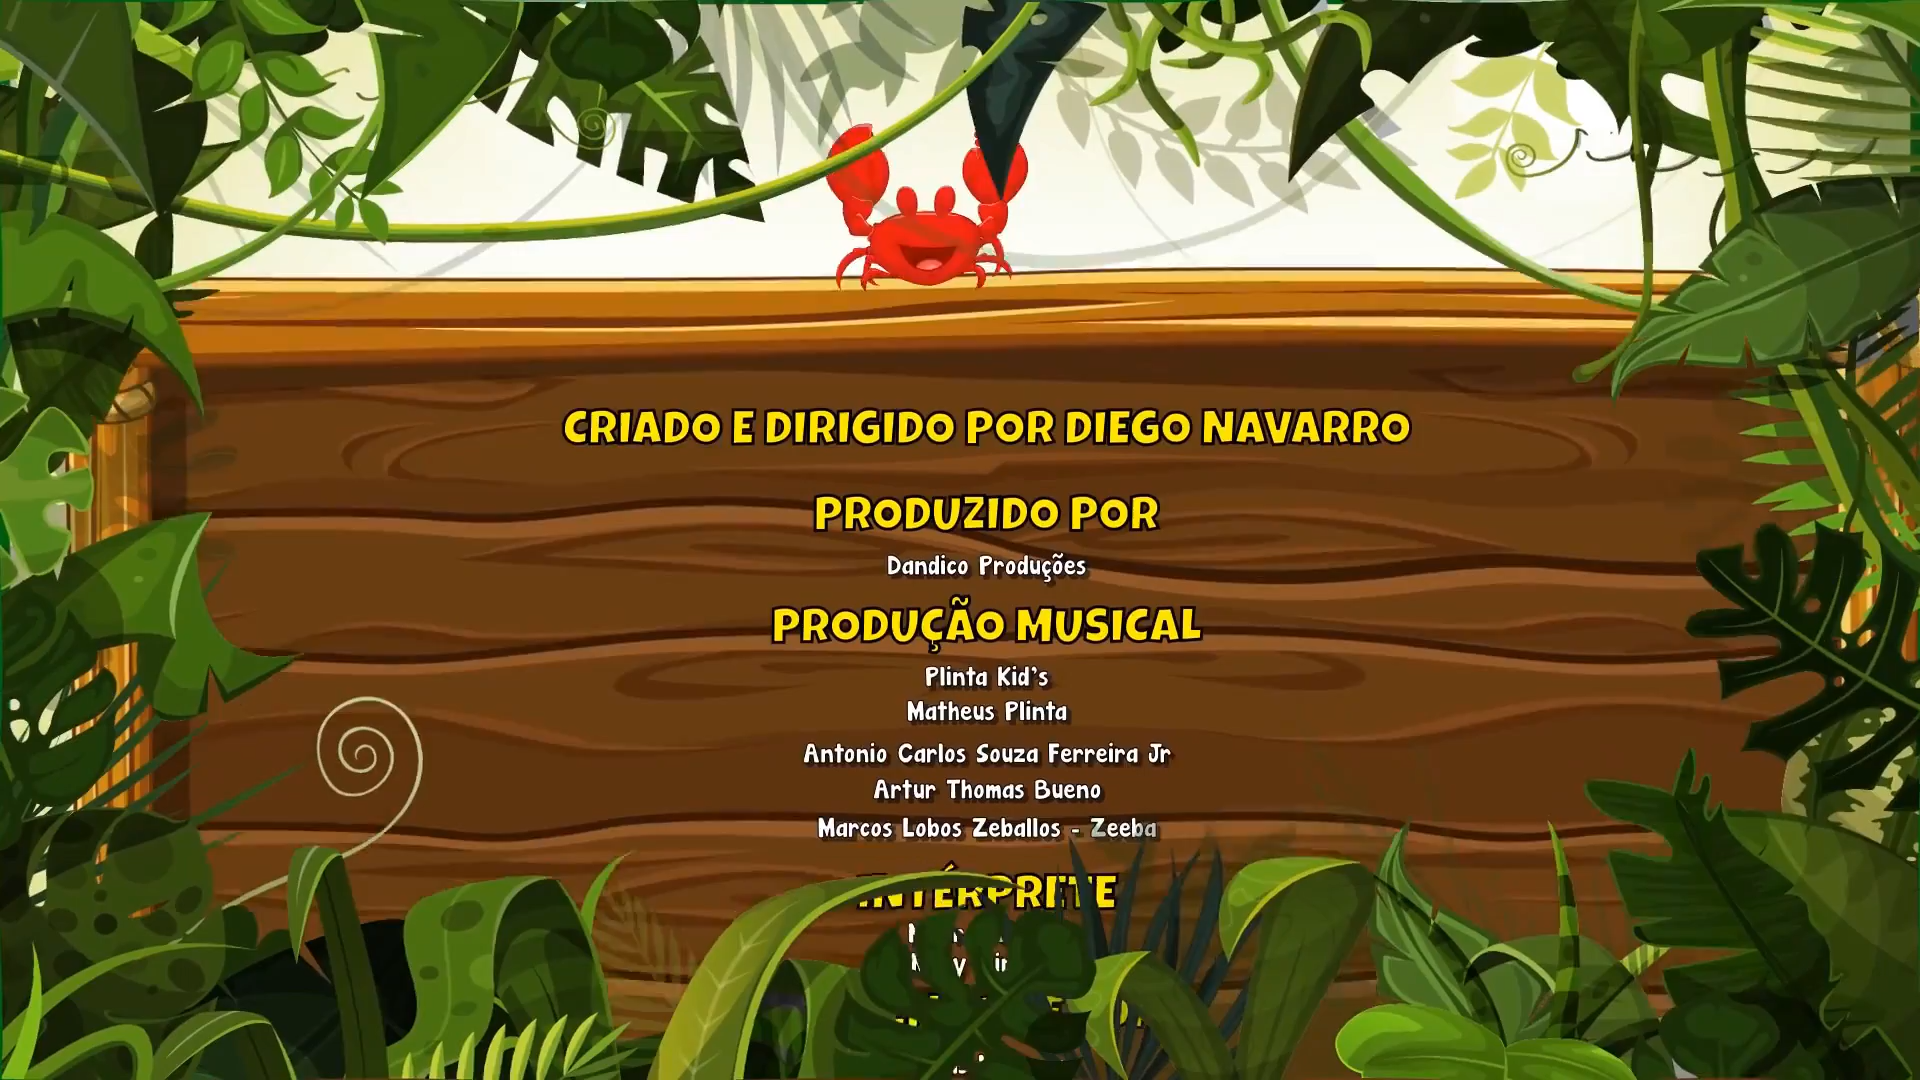 CRIADO E DIRIGIDO POR DIEGO NAVARRO
PRODUZIDO POR
Dandico Produções
PRODUÇÃO MUSICAL
Plinta Kid's
Matheus Plinta
Antonio Carlos Souza Ferreira Jr
Artur Thomas Bueno
Marcos Lobos Zeballos - Zeeba
INTÉRPRETE